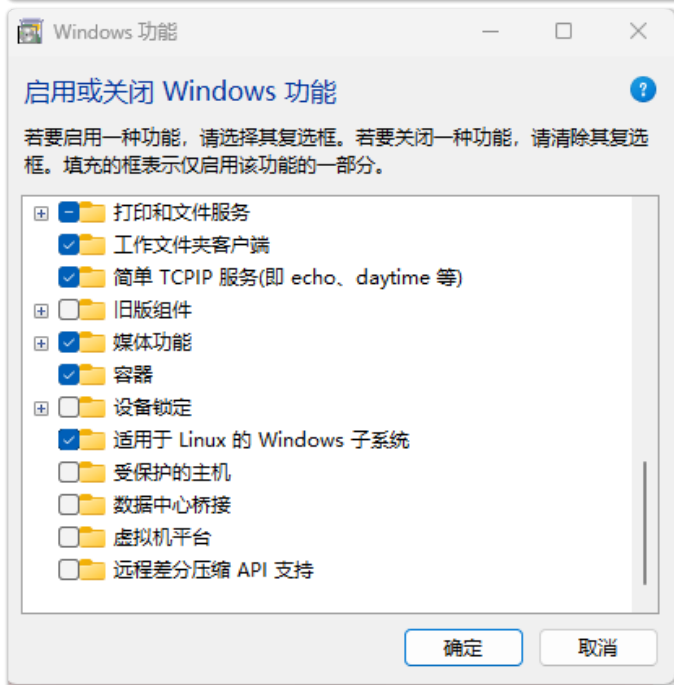 Windows 功能
启用或关闭 Windows 功能
若要启用一种功能，请选择其复选框。若要关闭一种功能，请清除其复选
框。填充的框表示仅启用该功能的一部分。
打印和文件服务
工作文件夹客户端
简单 TCPIP 服务(即 echo、daytime 等)
旧版组件
媒体功能
容器
设备锁定
适用于 Linux 的 Windows 子系统
受保护的主机
数据中心桥接
虚拟机平台
远程差分压缩 API 支持
确定 取消